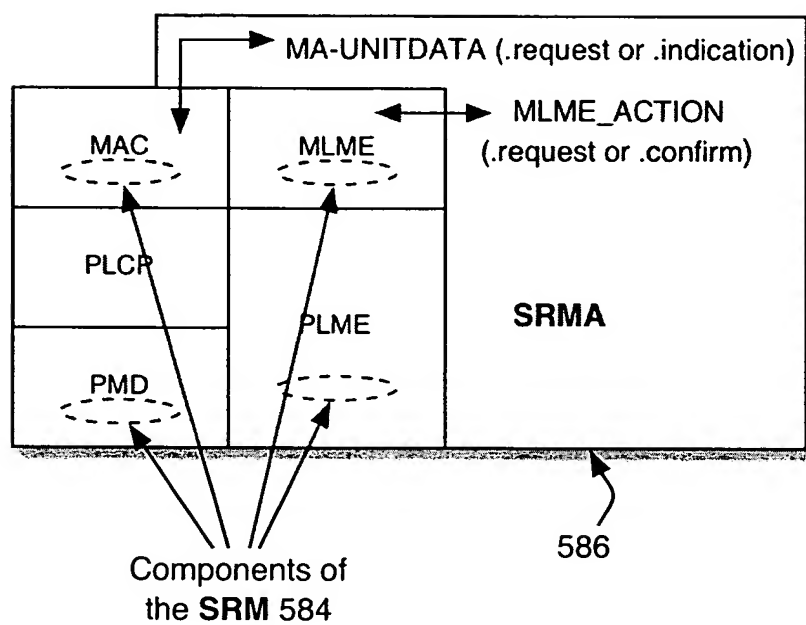 MA-UNITDATA (.request or .indication)
MAC
MLME
MLME_ACTION
(.request or .confirm)
PLCP
PLME
SRMA
PMD
586
Components of
the SRM 584